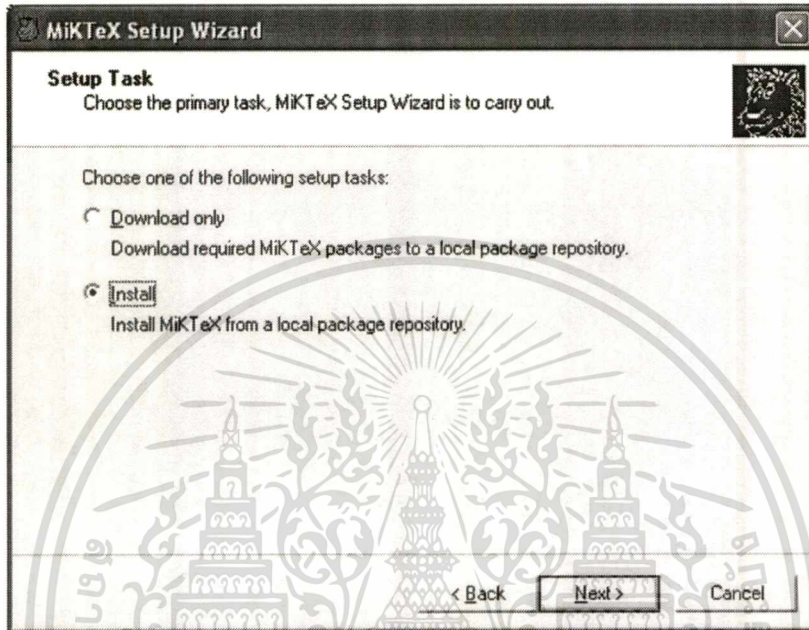 MiKTeX Setup Wizard
Setup Task
Choose the primary task, MiKTeX Setup Wizard is to carry out.
Choose one of the following setup tasks:
Download only
Download required MiKTeX packages to a local package repository.
Install
Install MiKTeX from a local package repository.
< Back
Next >
Cancel